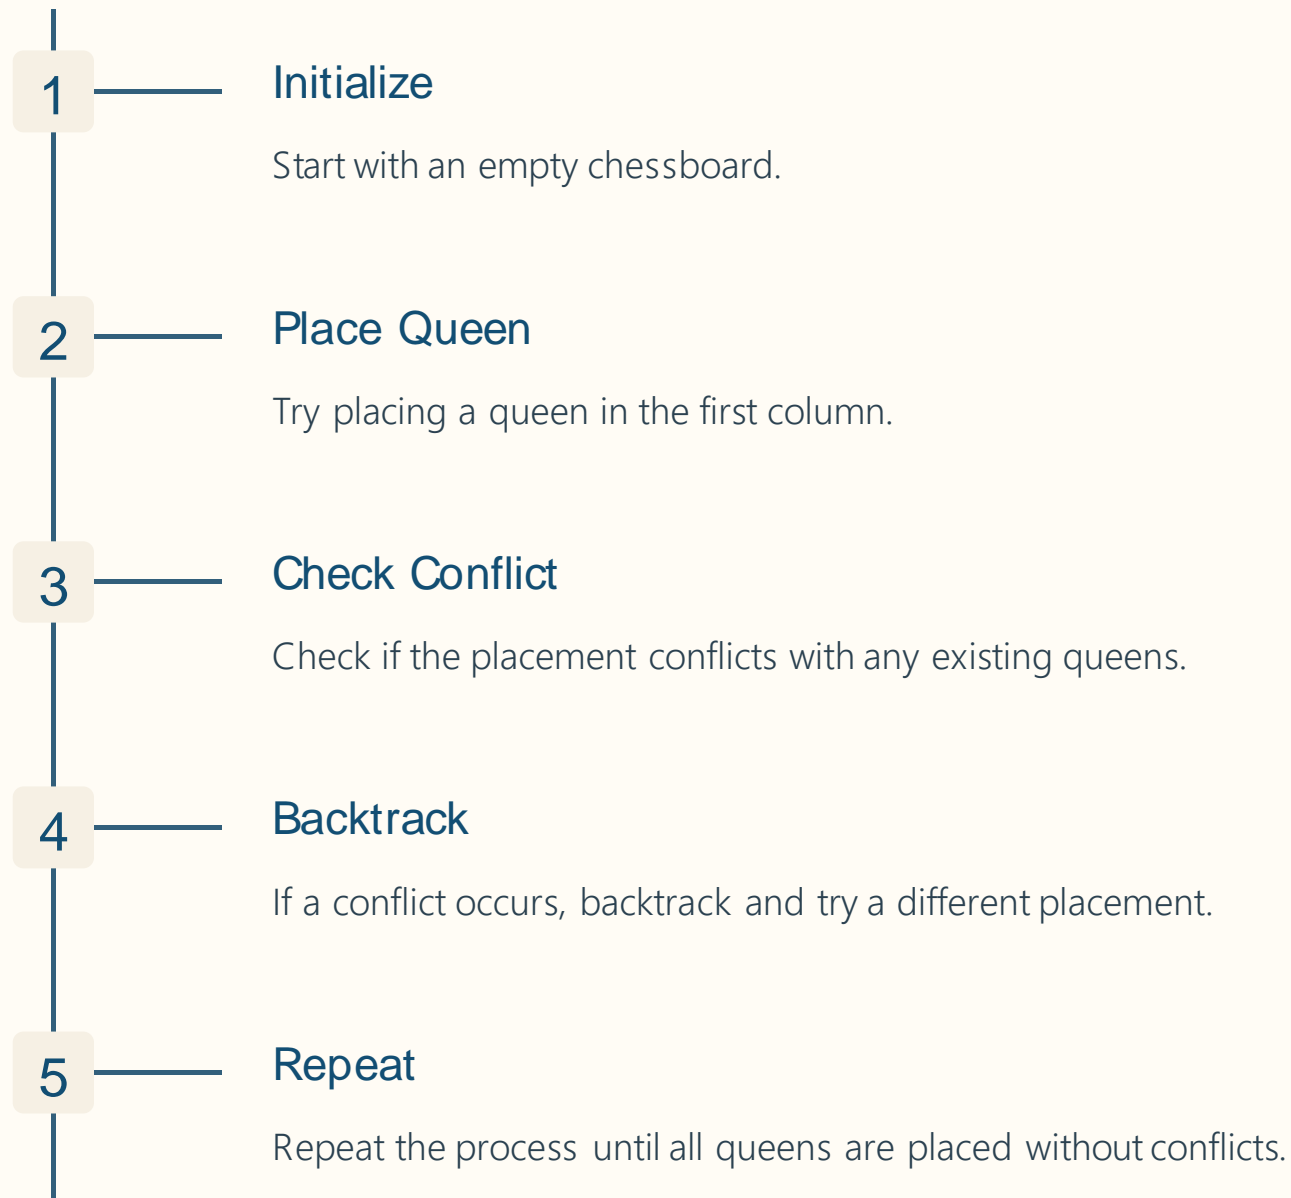 1
Initialize
Start with an empty chessboard.
2
Place Queen
Try placing a queen in the first column.
3
Check Conflict
Check if the placement conflicts with any existing queens.
4
Backtrack
If a conflict occurs, backtrack and try a different placement.
5
Repeat
Repeat the process until all queens are placed without conflicts.